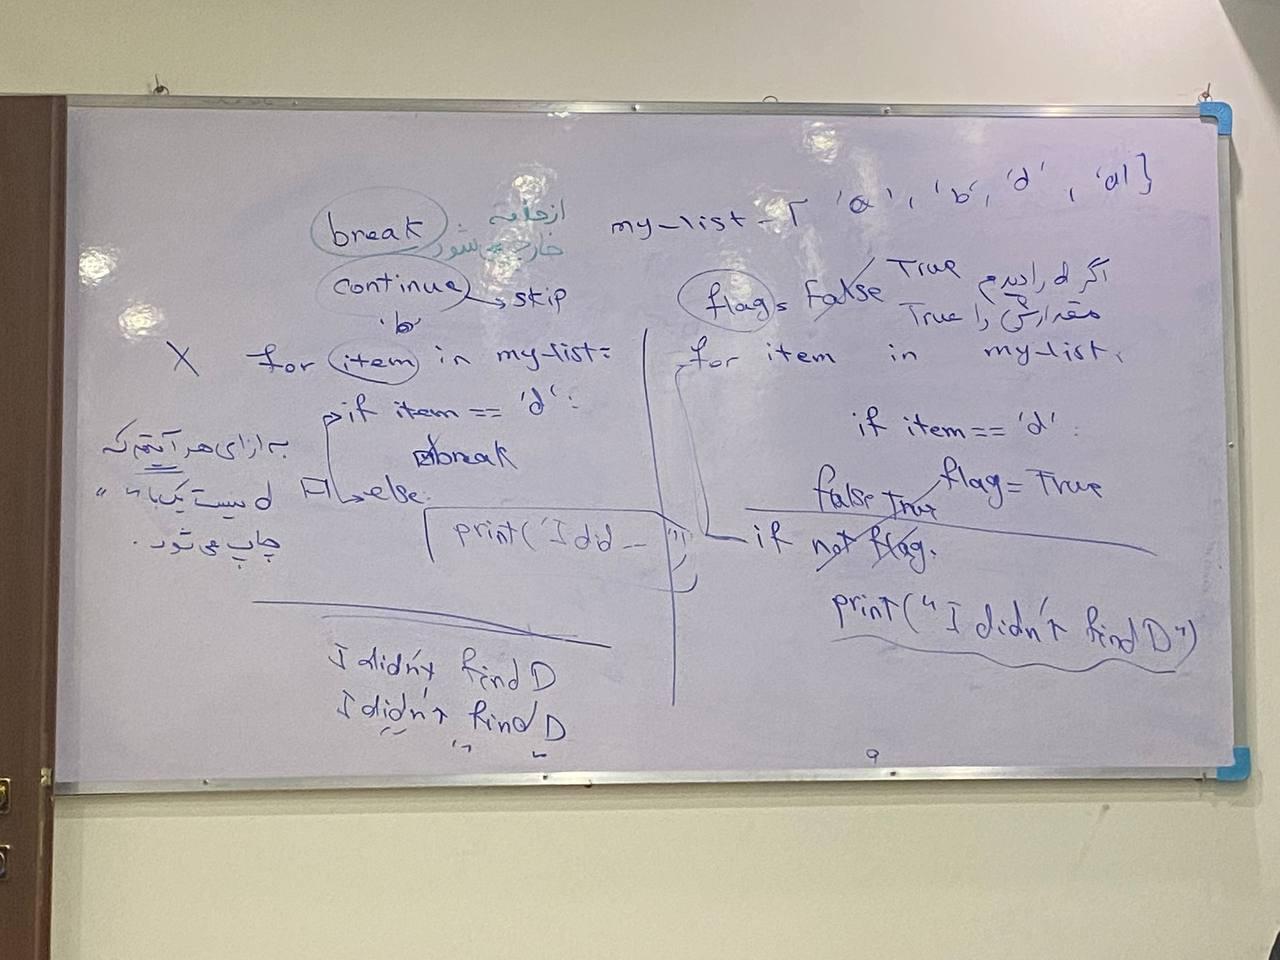 my-list = [ 'a', 'b', 'd', 'a' ]
break
از حلقه
خارج می شود
continue → skip
'b'
X for item in my-list:
if item == 'd':
break
else:
print('I did --
به ازای هر آیتم که
d نیست یکبار " "
چاپ می شود.
I didn't find D
I didn't find D
flag = False True
اگر d را دیدیم
مقدارش را True
for item in my-list:
if item == 'd':
flag = True
false True
if not flag:
print("I didn't find D")
9